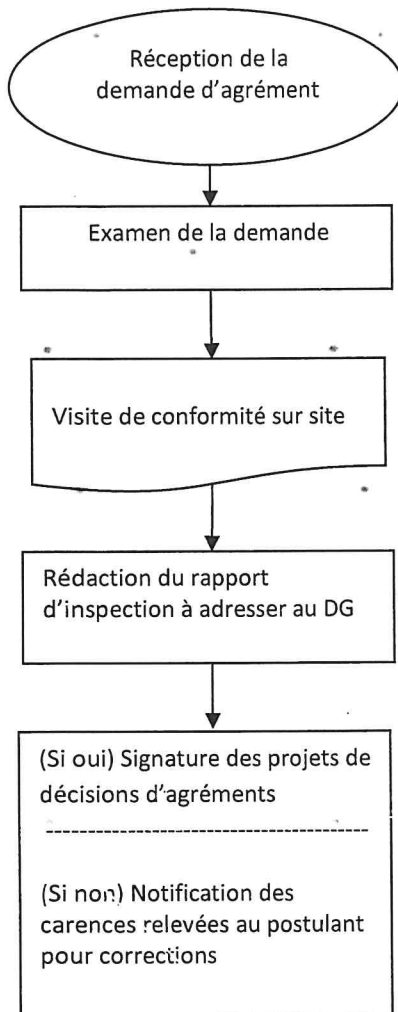 Réception de la
demande d'agrément
Examen de la demande
Visite de conformité sur site
Rédaction du rapport
d'inspection à adresser au DG
(Si oui) Signature des projets de
décisions d'agréments
--------------------------------------
(Si non) Notification des
carences relevées au postulant
pour corrections